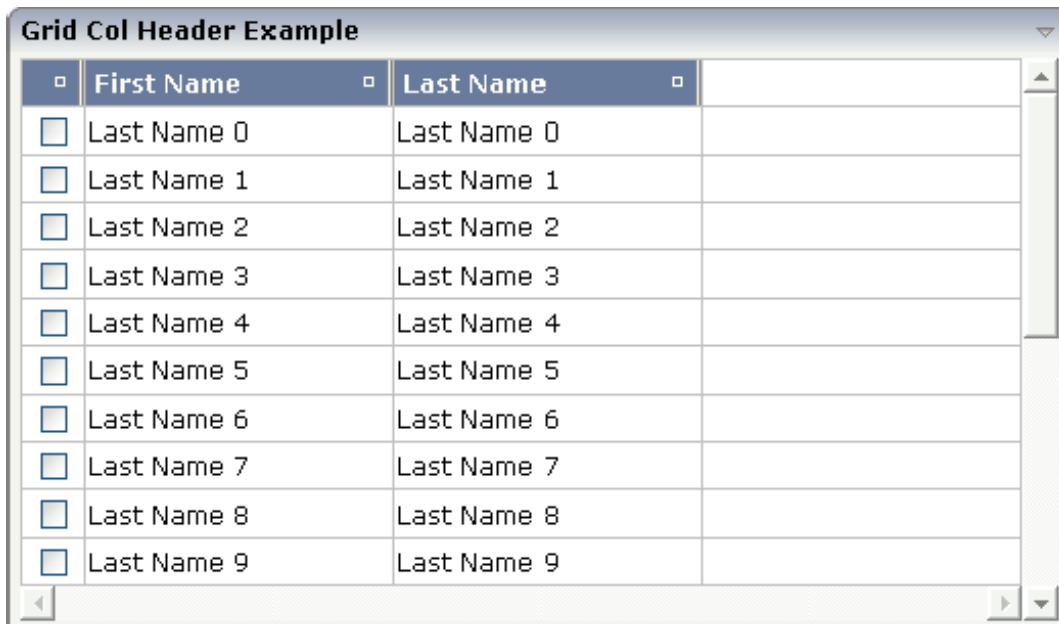 Grid Col Header Example
First Name Last Name
Last Name 0 Last Name 0
Last Name 1 Last Name 1
Last Name 2 Last Name 2
Last Name 3 Last Name 3
Last Name 4 Last Name 4
Last Name 5 Last Name 5
Last Name 6 Last Name 6
Last Name 7 Last Name 7
Last Name 8 Last Name 8
Last Name 9 Last Name 9